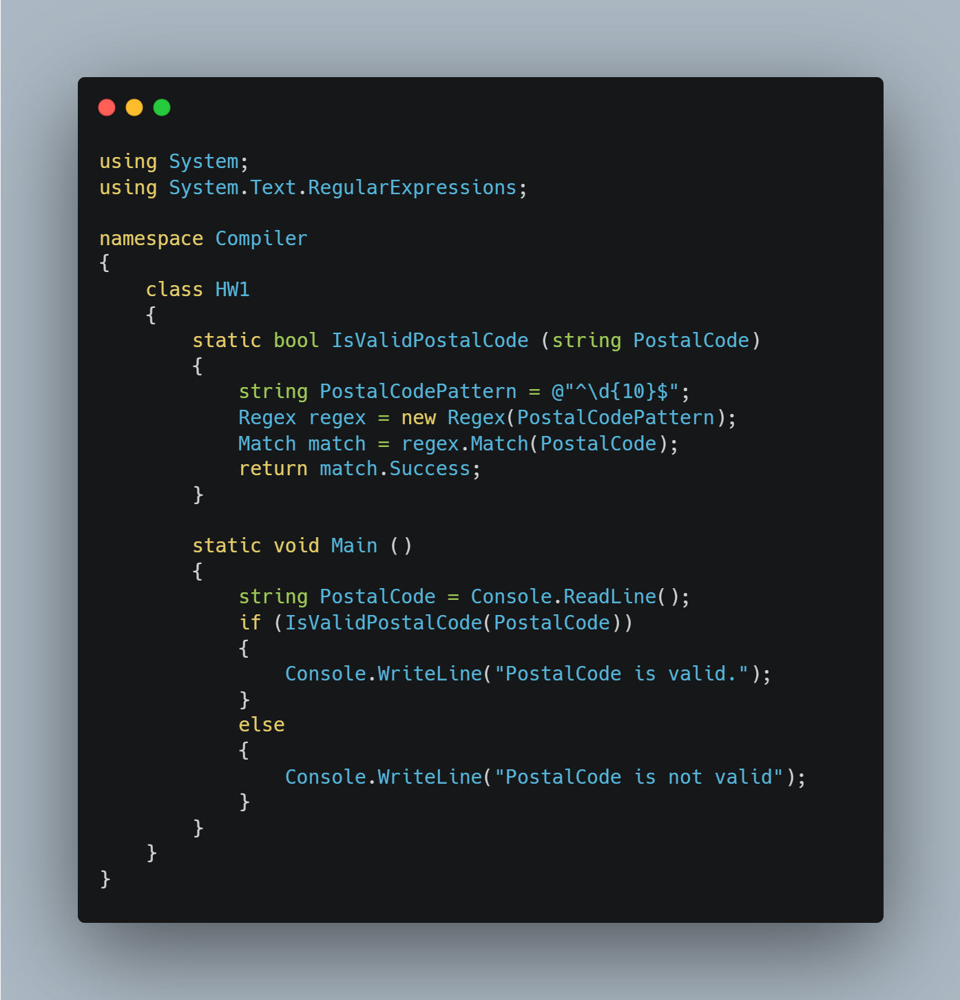 using System;
using System.Text.RegularExpressions;

namespace Compiler
{
    class HW1
    {
        static bool IsValidPostalCode (string PostalCode)
        {
            string PostalCodePattern = @"^\d{10}$";
            Regex regex = new Regex(PostalCodePattern);
            Match match = regex.Match(PostalCode);
            return match.Success;
        }

        static void Main ()
        {
            string PostalCode = Console.ReadLine();
            if (IsValidPostalCode(PostalCode))
            {
                Console.WriteLine("PostalCode is valid.");
            }
            else
            {
                Console.WriteLine("PostalCode is not valid");
            }
        }
    }
}